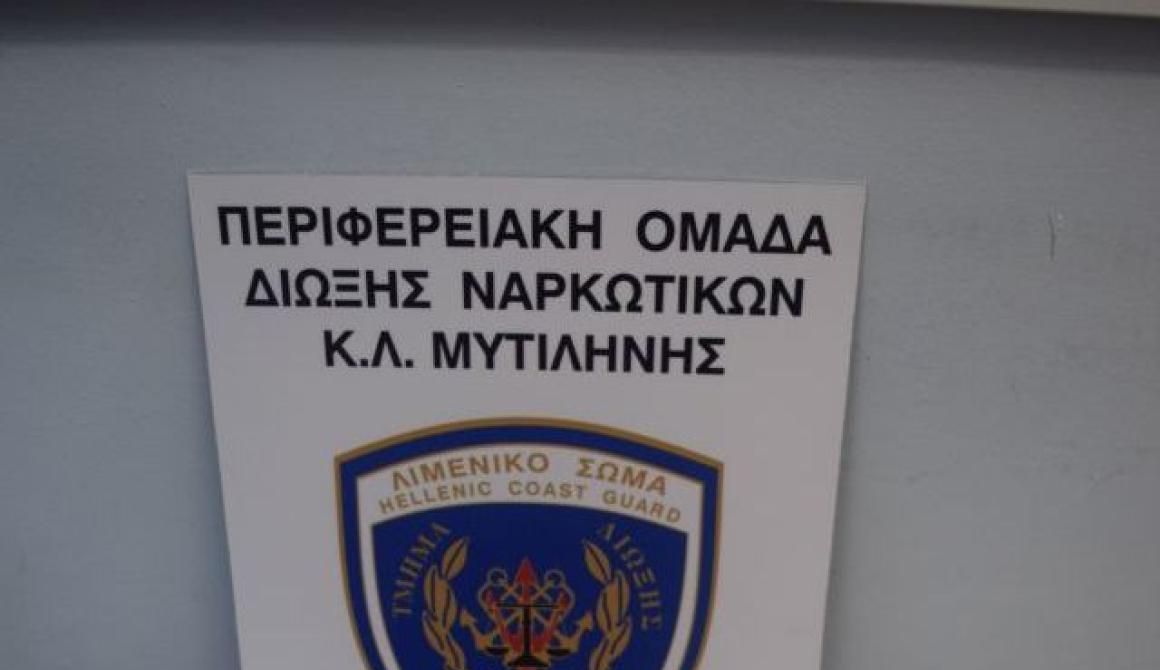 ΠΕΡΙΦΕΡΕΙΑΚΗ ΟΜΑΔΑ
ΔΙΩΞΗΣ ΝΑΡΚΩΤΙΚΩΝ
Κ.Λ. ΜΥΤΙΛΗΝΗΣ
ΛΙΜΕΝΙΚΟ ΣΩΜΑ
HELLENIC COAST GUARD
ΤΜΗΜΑ ΔΙΩΞΗΣ